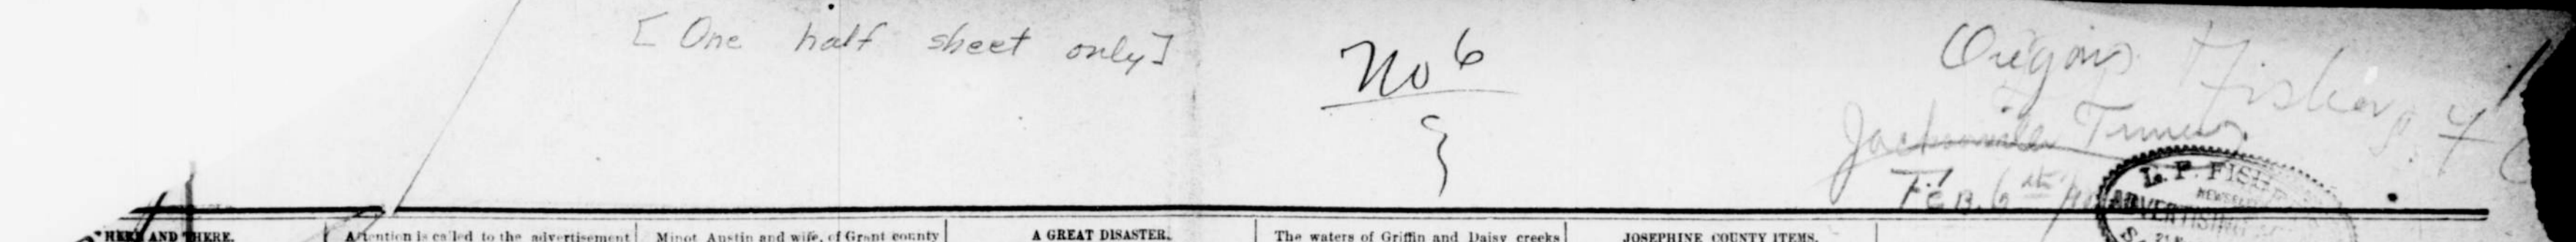 [One half sheet only]
No 6
Oregon
Fisher
Jacksonville Times
Feb. 6th
L. P. FISHER
NEWSPAPER
ADVERTISING
HERE AND THERE.
Attention is called to the advertisement
Minot Austin and wife, of Grant county
A GREAT DISASTER.
The waters of Griffin and Daisy creeks
JOSEPHINE COUNTY ITEMS.